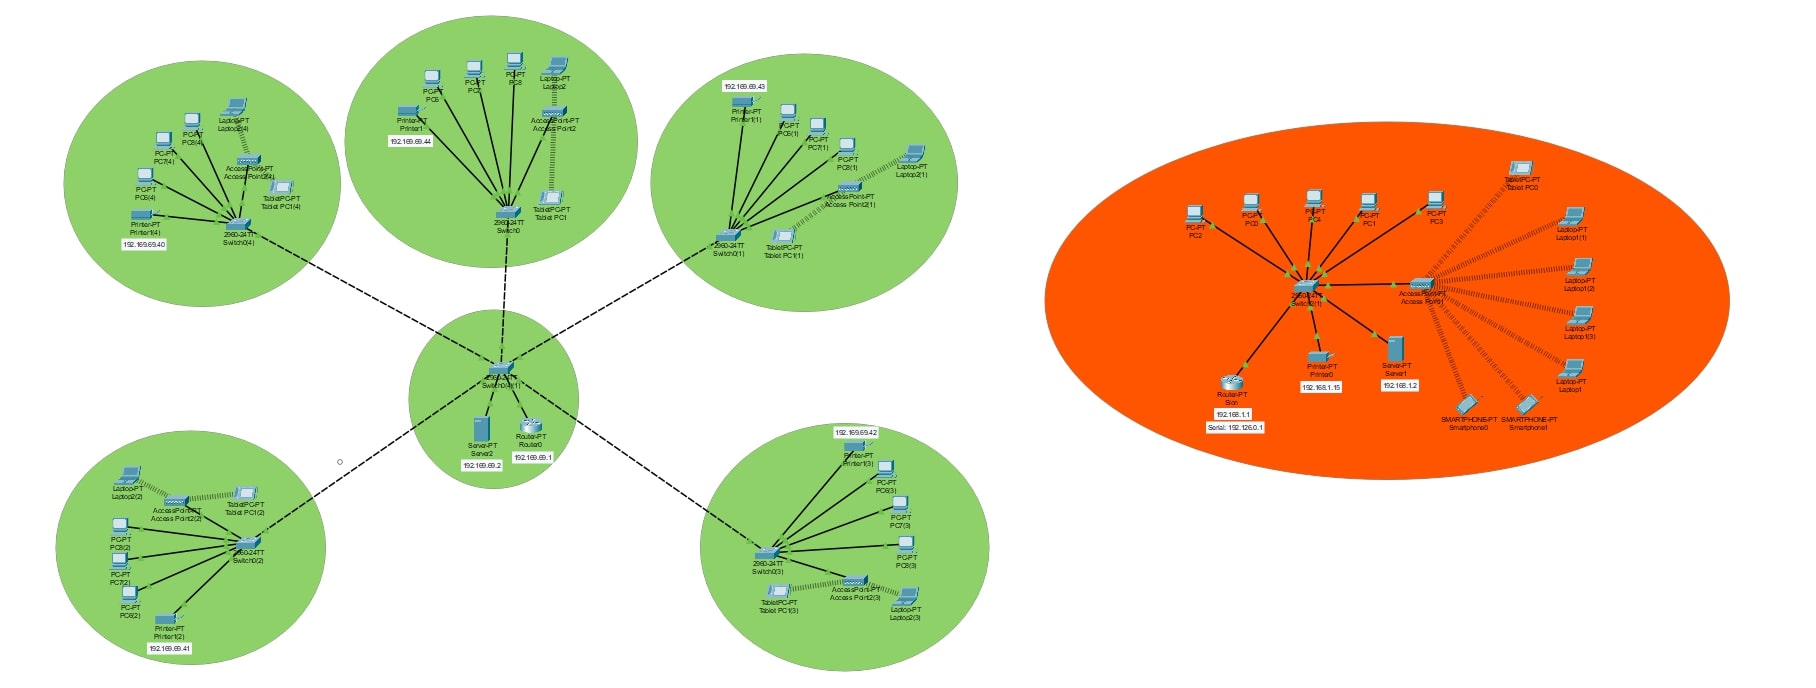 Laptop-PT
Laptop2(4)
PC-PT
PC8(4)
PC-PT
PC7(4)
AccessPoint-PT
Access Point2(4)
PC-PT
PC6(4)
TabletPC-PT
Tablet PC1(4)
Printer-PT
Printer1(4)
192.169.69.40
2960-24TT
Switch0(4)
PC-PT
PC6
PC-PT
PC7
PC-PT
PC8
Laptop-PT
Laptop2
Printer-PT
Printer1
192.169.69.44
AccessPoint-PT
Access Point2
TabletPC-PT
Tablet PC1
2960-24TT
Switch0
192.169.69.43
Printer-PT
Printer1(1)
PC-PT
PC6(1)
PC-PT
PC7(1)
PC-PT
PC8(1)
Laptop-PT
Laptop2(1)
AccessPoint-PT
Access Point2(1)
2960-24TT
Switch0(1)
TabletPC-PT
Tablet PC1(1)
2960-24TT
Switch0(4)(1)
Server-PT
Server2
192.169.69.2
Router-PT
Router0
192.169.69.1
Laptop-PT
Laptop2(2)
AccessPoint-PT
Access Point2(2)
TabletPC-PT
Tablet PC1(2)
PC-PT
PC8(2)
PC-PT
PC7(2)
PC-PT
PC6(2)
2960-24TT
Switch0(2)
Printer-PT
Printer1(2)
192.169.69.41
192.169.69.42
Printer-PT
Printer1(3)
PC-PT
PC6(3)
PC-PT
PC7(3)
PC-PT
PC8(3)
2960-24TT
Switch0(3)
AccessPoint-PT
Access Point2(3)
TabletPC-PT
Tablet PC1(3)
Laptop-PT
Laptop2(3)
TabletPC-PT
Tablet PC0
PC-PT
PC2
PC-PT
PC0
PC-PT
PC4
PC-PT
PC1
PC-PT
PC3
Laptop-PT
Laptop1(1)
Laptop-PT
Laptop1(2)
Laptop-PT
Laptop1(3)
Laptop-PT
Laptop1
AccessPoint-PT
Access Point1
2960-24TT
Router-PT
Sion
192.168.1.1
Serial: 192.126.0.1
Printer-PT
Printer0
192.168.1.15
Server-PT
Server1
192.168.1.2
SMARTPHONE-PT
Smartphone0
SMARTPHONE-PT
Smartphone1